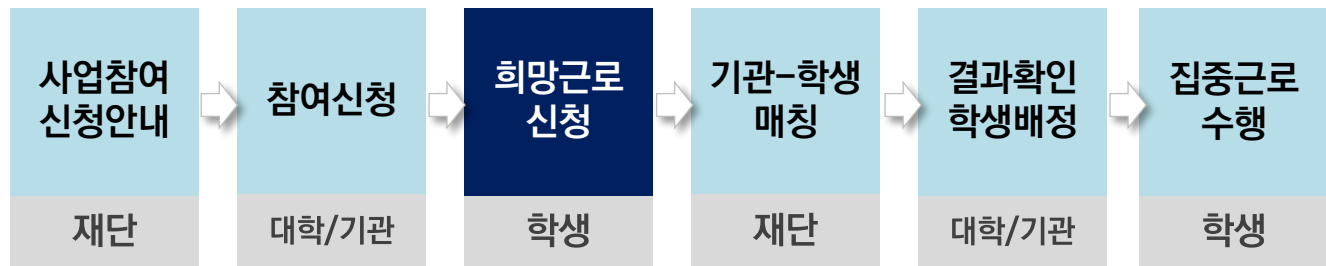 사업참여
신청안내
재단
참여신청
대학/기관
희망근로
신청
학생
기관-학생
매칭
재단
결과확인
학생배정
대학/기관
집중근로
수행
학생